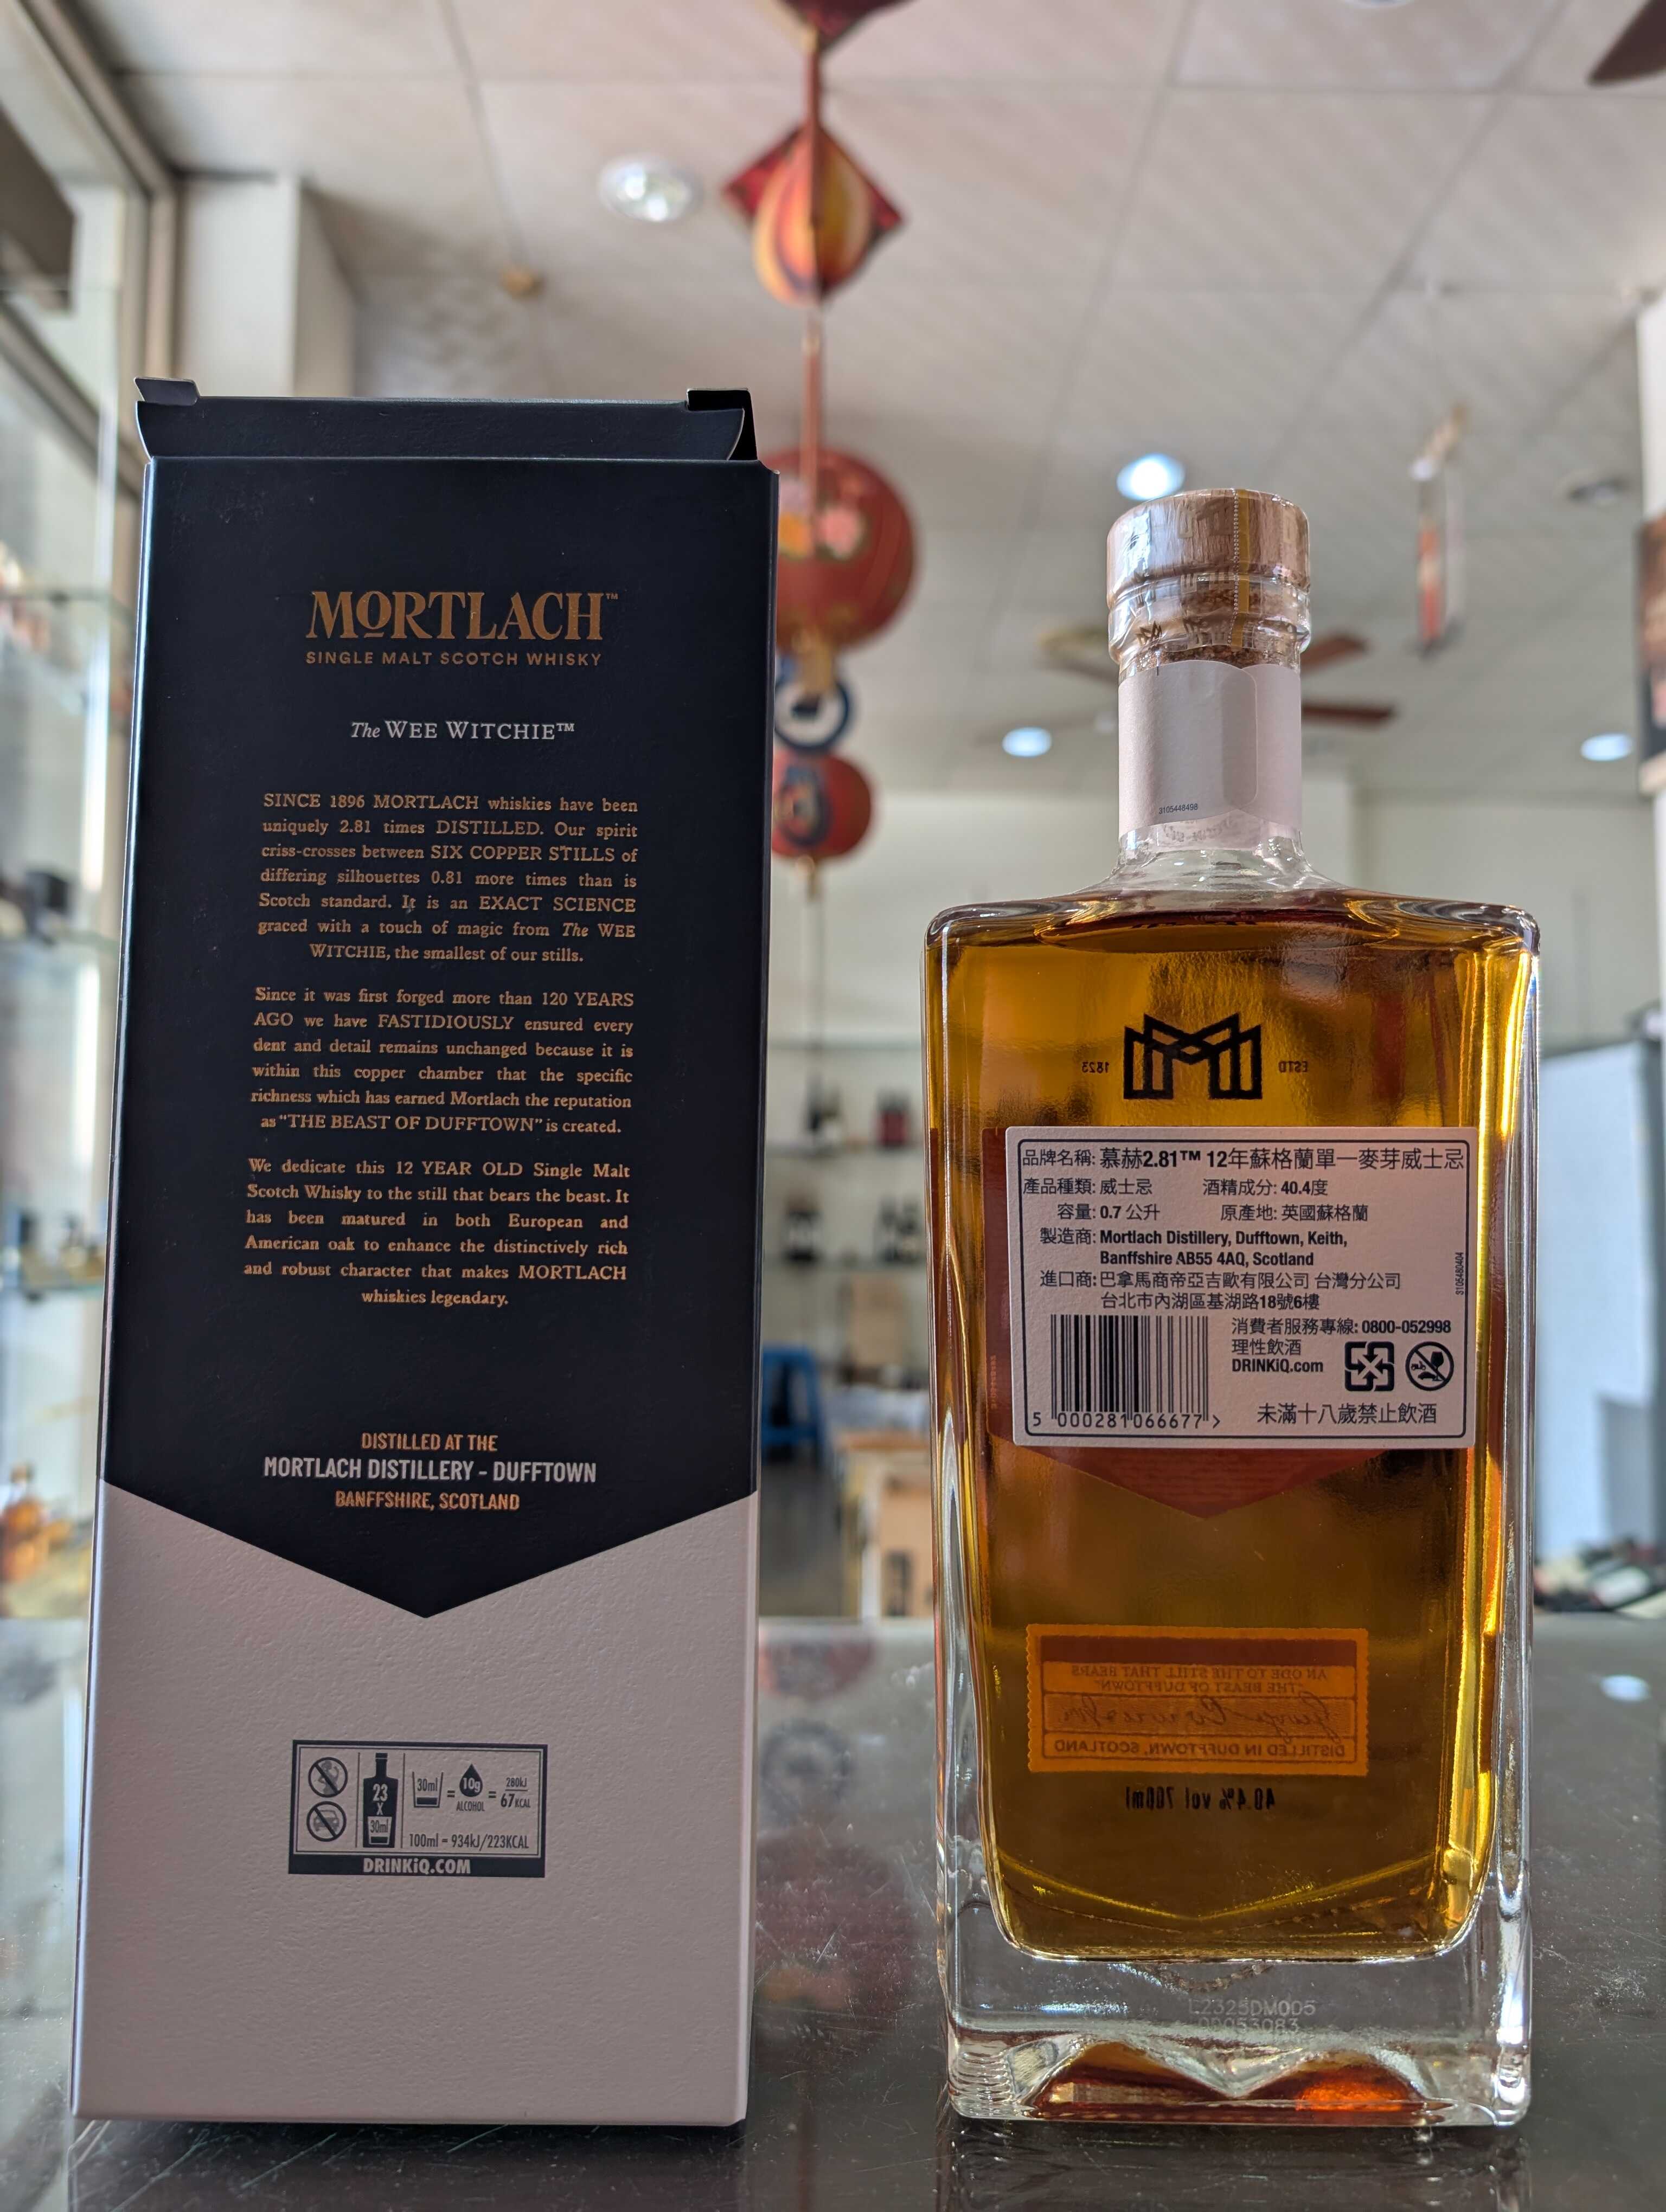 MORTLACH™
SINGLE MALT SCOTCH WHISKY
The WEE WITCHIE™
SINCE 1896 MORTLACH whiskies have been
uniquely 2.81 times DISTILLED. Our spirit
criss-crosses between SIX COPPER STILLS of
differing silhouettes 0.81 more times than is
Scotch standard. It is an EXACT SCIENCE
graced with a touch of magic from The WEE
WITCHIE, the smallest of our stills.
Since it was first forged more than 120 YEARS
AGO we have FASTIDIOUSLY ensured every
dent and detail remains unchanged because it is
within this copper chamber that the specific
richness which has earned Mortlach the reputation
as “THE BEAST OF DUFFTOWN” is created.
We dedicate this 12 YEAR OLD Single Malt
Scotch Whisky to the still that bears the beast. It
has been matured in both European and
American oak to enhance the distinctively rich
and robust character that makes MORTLACH
whiskies legendary.
DISTILLED AT THE
MORTLACH DISTILLERY - DUFFTOWN
BANFFSHIRE, SCOTLAND
23 X 30ml
30ml = 10g ALCOHOL = 280kJ 67KCAL
100ml = 934kJ/223KCAL
DRINKiQ.COM
3105448498
1823 ESTD
品牌名稱: 慕赫2.81™ 12年蘇格蘭單一麥芽威士忌
產品種類: 威士忌 酒精成分: 40.4度
容量: 0.7 公升 原產地: 英國蘇格蘭
製造商: Mortlach Distillery, Dufftown, Keith,
Banffshire AB55 4AQ, Scotland
進口商: 巴拿馬商帝亞吉歐有限公司 台灣分公司
台北市內湖區基湖路18號6樓
消費者服務專線: 0800-052998
理性飲酒
DRINKiQ.com
5 000281 066677 >
未滿十八歲禁止飲酒
3105480404
AN ODE TO THE STILL THAT BEARS
"THE BEAST OF DUFFTOWN"
DISTILLED IN DUFFTOWN, SCOTLAND
40.4% vol 700ml
L2325DM005